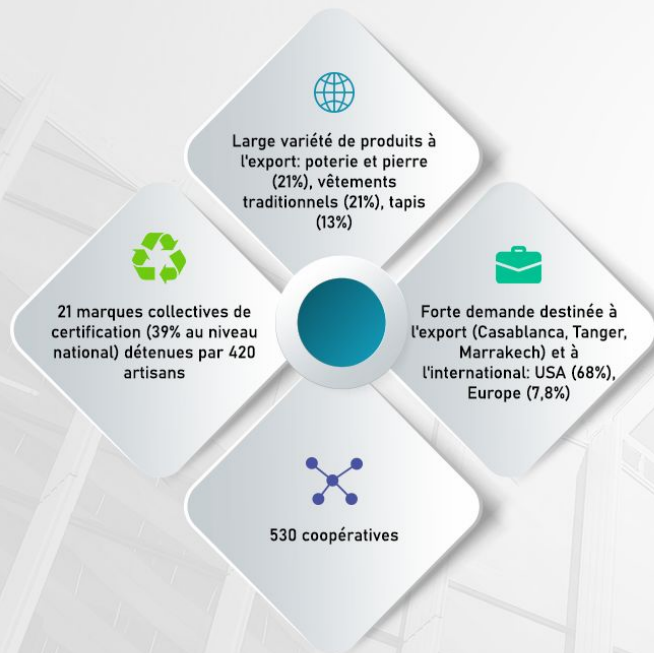 Large variété de produits à
l'export: poterie et pierre
(21%), vêtements
traditionnels (21%), tapis
(13%)
21 marques collectives de
certification (39% au niveau
national) détenues par 420
artisans
Forte demande destinée à
l'export (Casablanca, Tanger,
Marrakech) et à
l'international: USA (68%),
Europe (7,8%)
530 coopératives